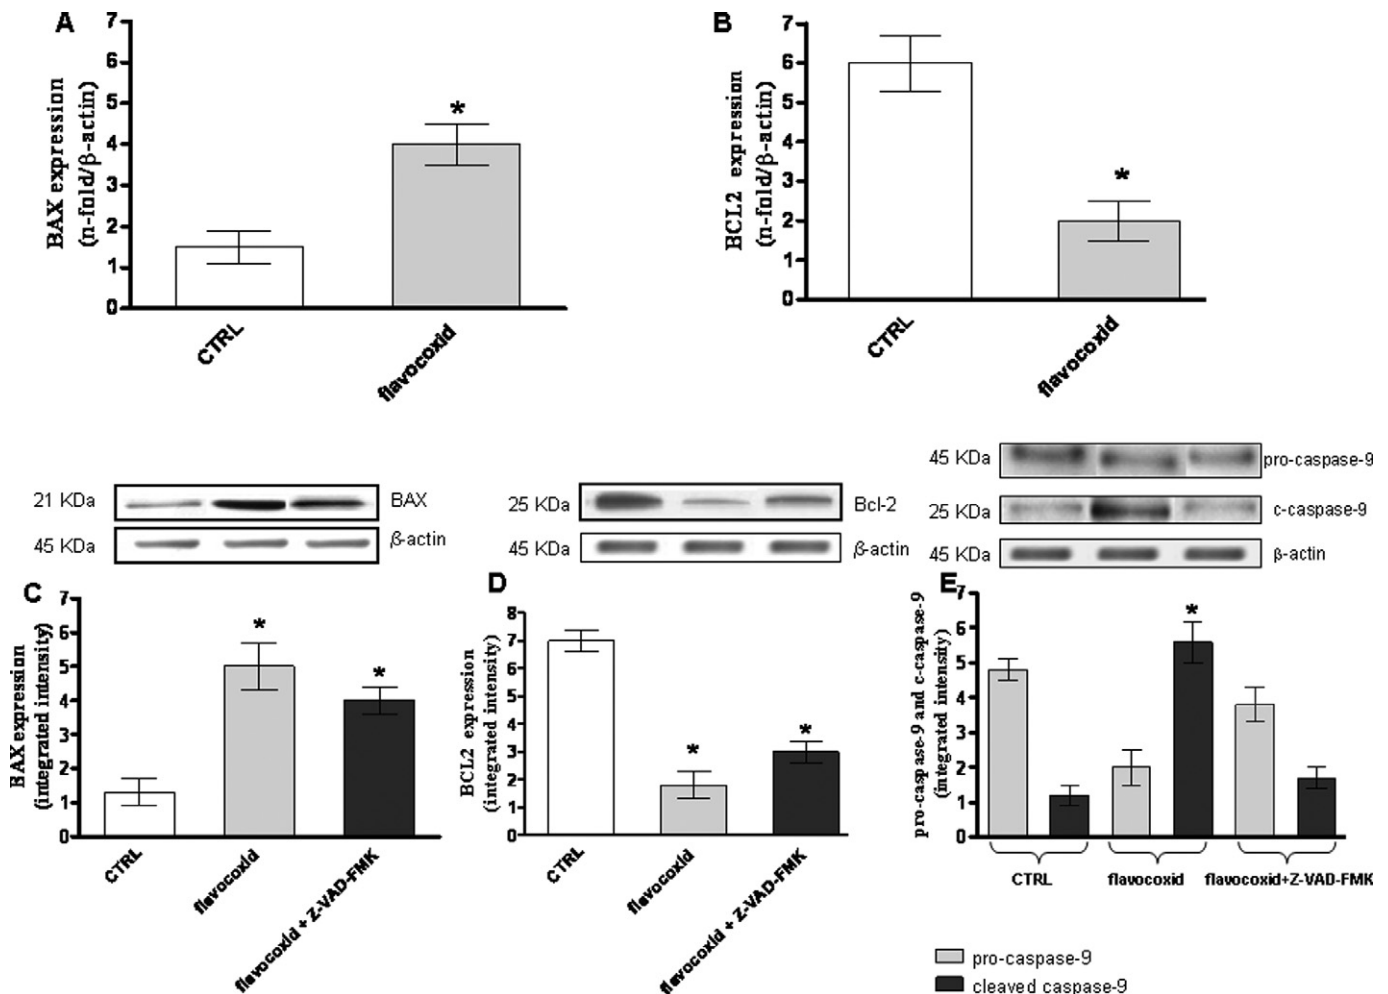 A
BAX expression
(n-fold/β-actin)
7
6
5
4
3
2
1
0
*
CTRL
flavocoxid
B
BCL2 expression
(n-fold/β-actin)
7
6
5
4
3
2
1
0
*
CTRL
flavocoxid
21 KDa
BAX
45 KDa
β-actin
25 KDa
Bcl-2
45 KDa
β-actin
45 KDa
pro-caspase-9
25 KDa
c-caspase-9
45 KDa
β-actin
C
BAX expression
(integrated intensity)
7
6
5
4
3
2
1
0
*
*
CTRL
flavocoxid
flavocoxid + Z-VAD-FMK
D
BCL2 expression
(integrated intensity)
8
7
6
5
4
3
2
1
0
*
*
CTRL
flavocoxid
flavocoxid + Z-VAD-FMK
E
pro-caspase-9 and c-caspase-9
(integrated intensity)
7
6
5
4
3
2
1
0
*
CTRL
flavocoxid
flavocoxid+Z-VAD-FMK
pro-caspase-9
cleaved caspase-9